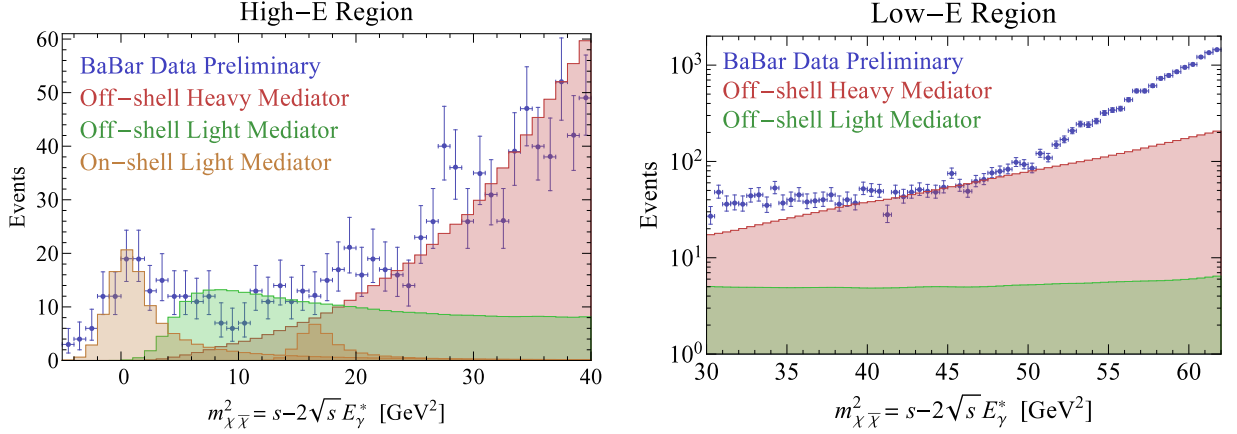 High−E Region
60
50
40
30
20
10
0
Events
BaBar Data Preliminary
Off−shell Heavy Mediator
Off−shell Light Mediator
On−shell Light Mediator
0 10 20 30 40
m²χχ̄ = s−2√s E*γ [GeV²]
Low−E Region
10³
10²
10¹
10⁰
Events
BaBar Data Preliminary
Off−shell Heavy Mediator
Off−shell Light Mediator
30 35 40 45 50 55 60
m²χχ̄ = s−2√s E*γ [GeV²]